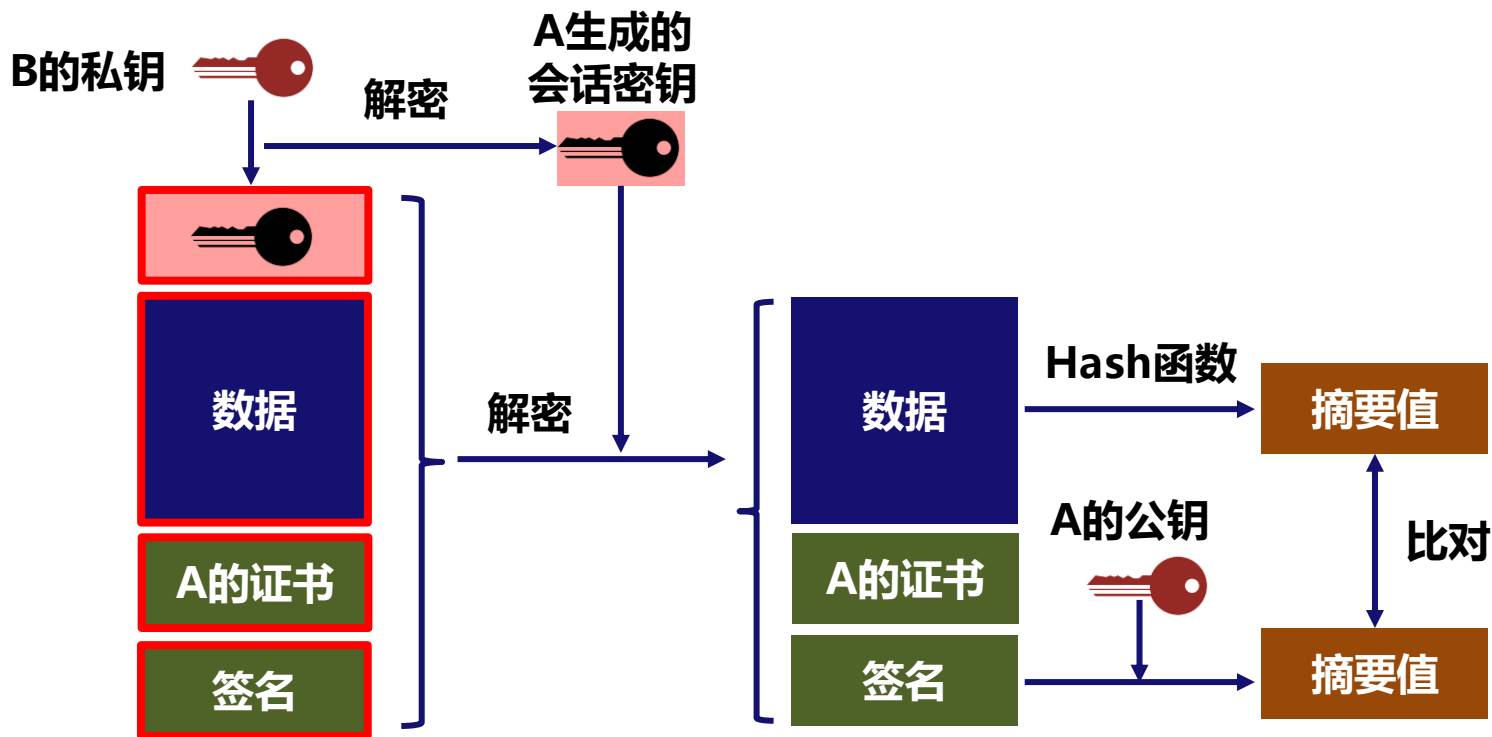 B的私钥
解密
A生成的
会话密钥
数据
A的证书
签名
解密
数据
A的证书
签名
Hash函数
A的公钥
摘要值
比对
摘要值